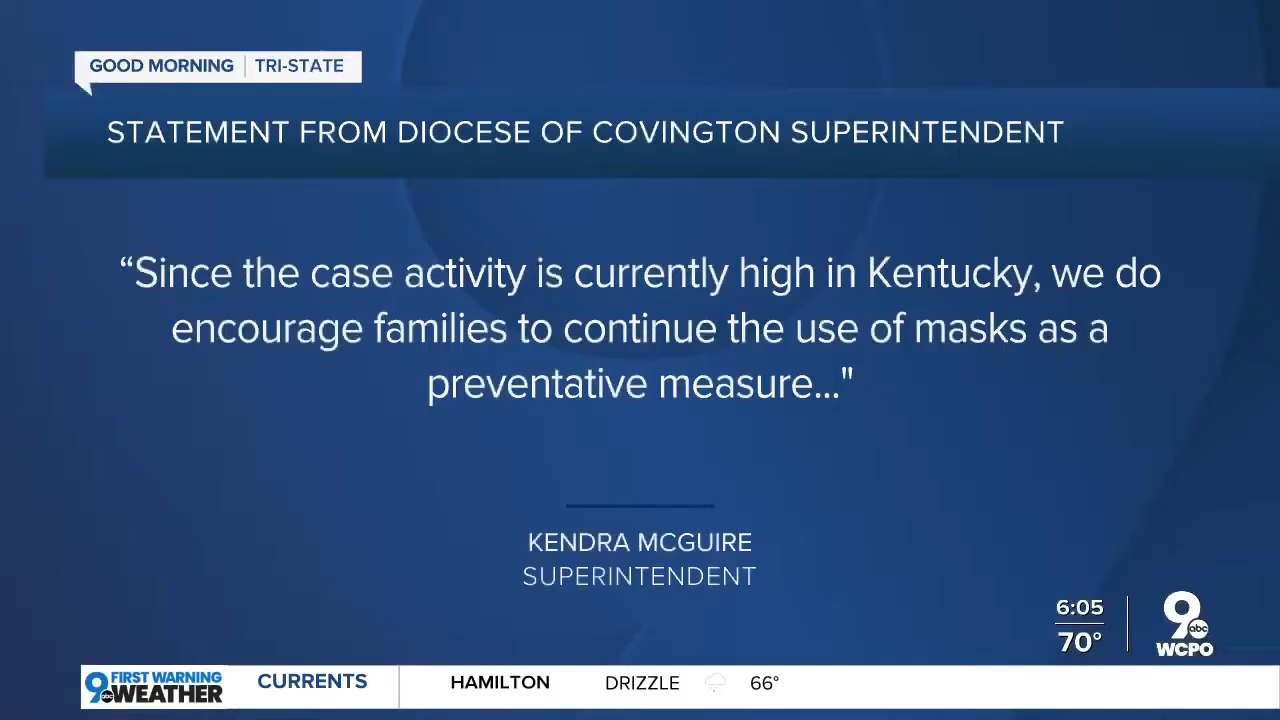 GOOD MORNING | TRI-STATE
STATEMENT FROM DIOCESE OF COVINGTON SUPERINTENDENT
“Since the case activity is currently high in Kentucky, we do
encourage families to continue the use of masks as a
preventative measure..."
KENDRA MCGUIRE
SUPERINTENDENT
6:05
70°
9
abc
WCPO
9 abc FIRST WARNING
WEATHER
CURRENTS
HAMILTON DRIZZLE 66°